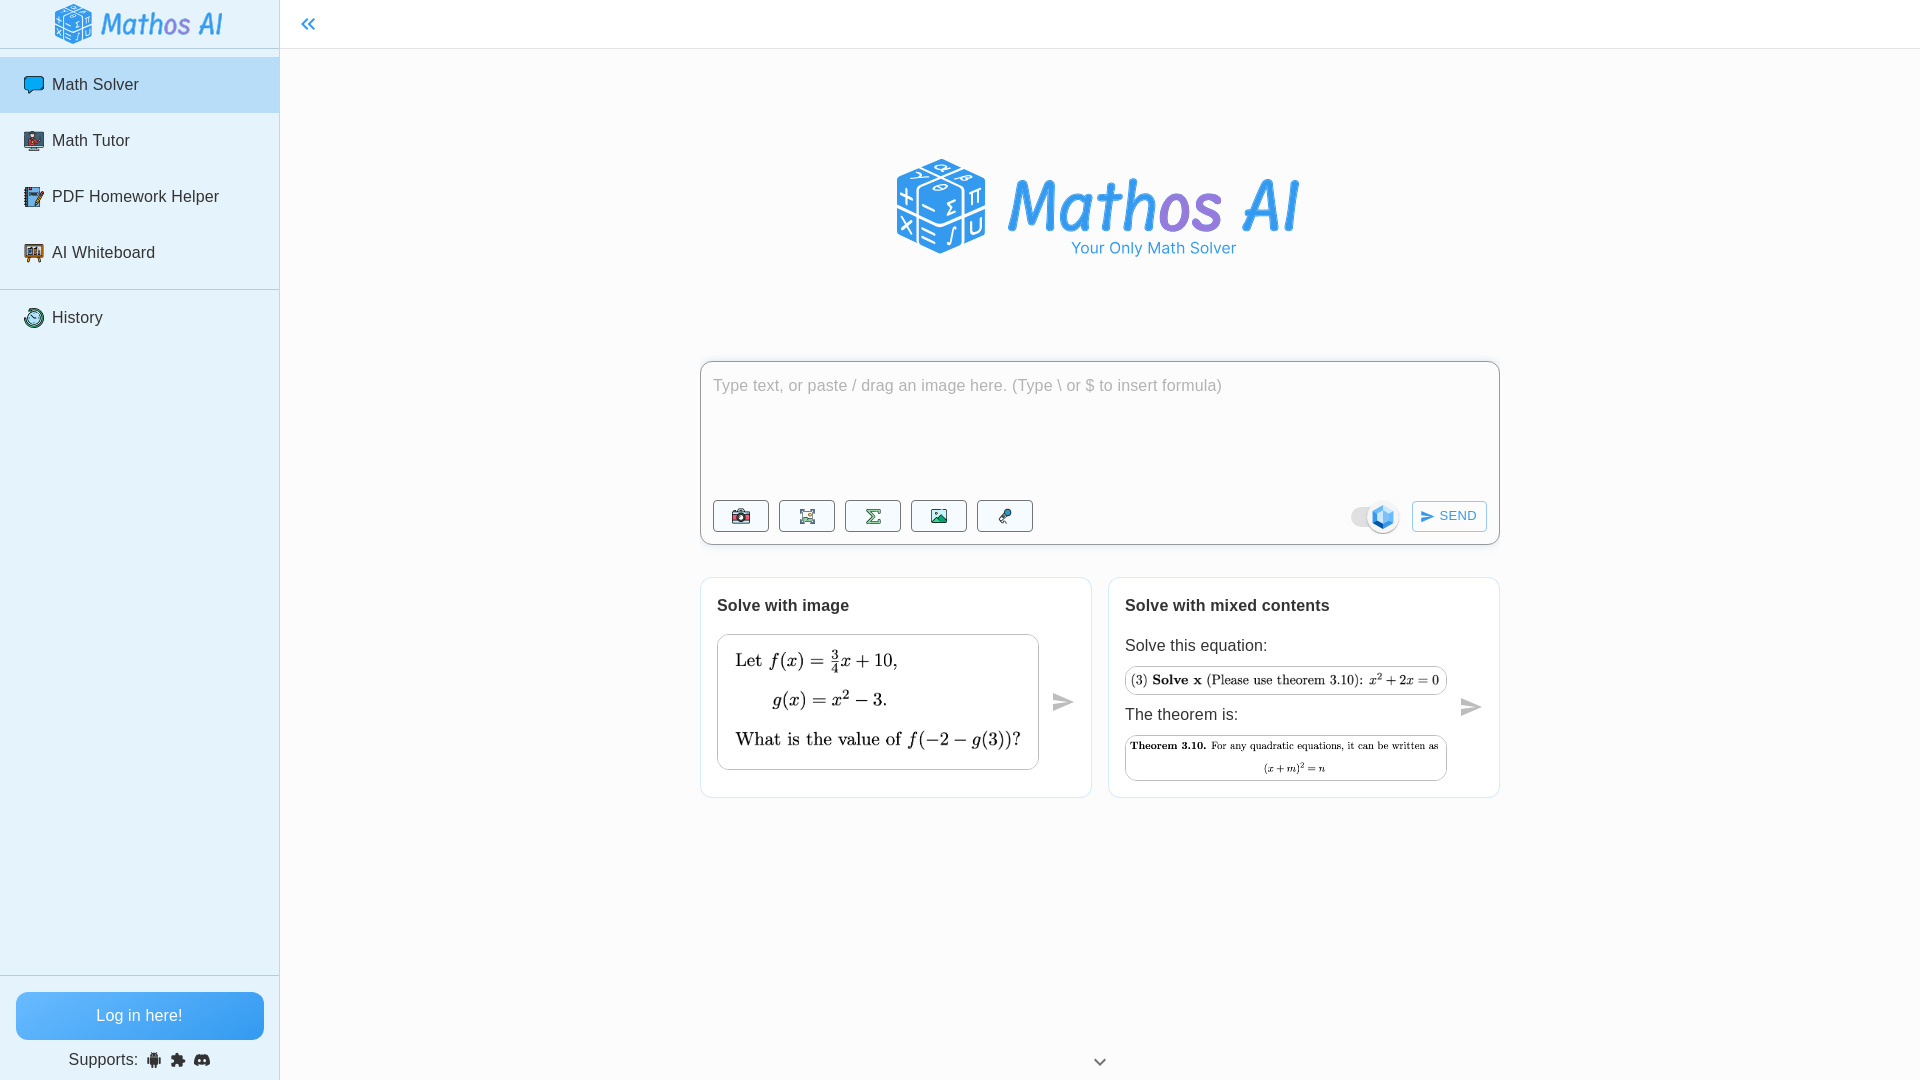 Mathos AI
Math Solver
Math Tutor
PDF Homework Helper
AI Whiteboard
History
Mathos AI
Your Only Math Solver
Type text, or paste / drag an image here. (Type \ or $ to insert formula)
SEND
Solve with image
Let f(x) = 3/4 x + 10,
g(x) = x² − 3.
What is the value of f(−2 − g(3))?
Solve with mixed contents
Solve this equation:
(3) Solve x (Please use theorem 3.10): x² + 2x = 0
The theorem is:
Theorem 3.10. For any quadratic equations, it can be written as
(x + m)² = n
Log in here!
Supports: